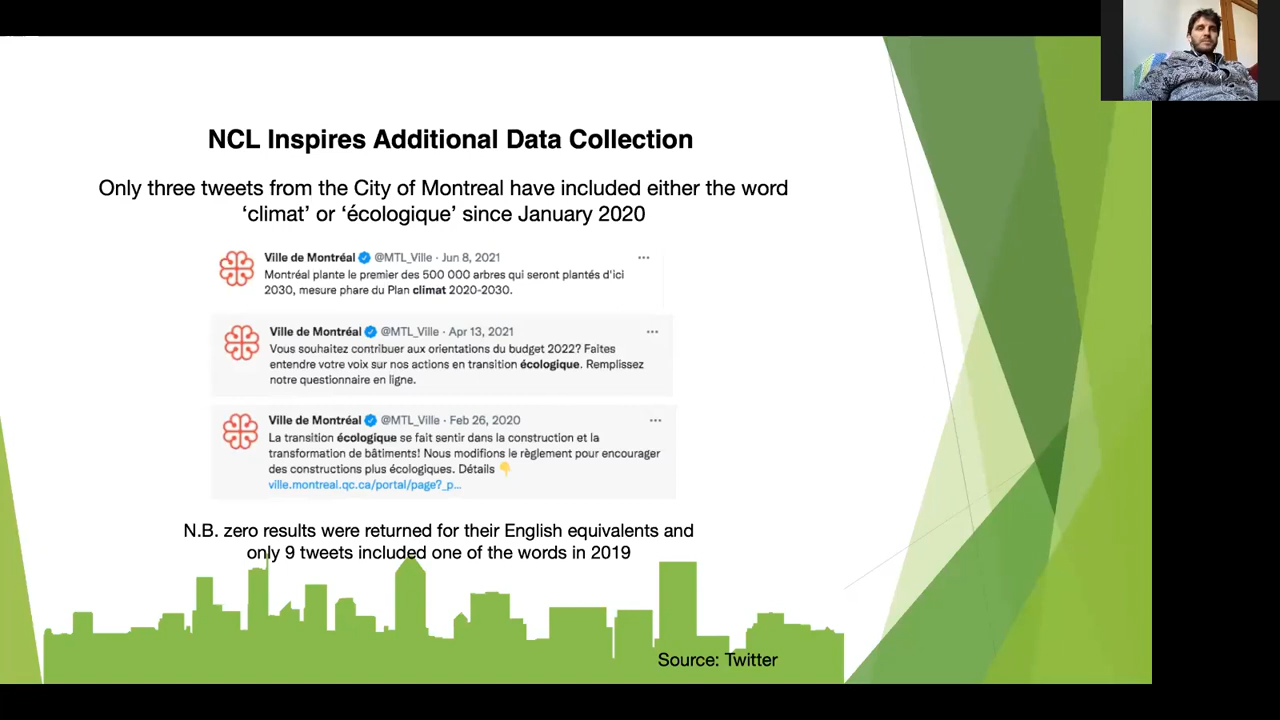 NCL Inspires Additional Data Collection
Only three tweets from the City of Montreal have included either the word
‘climat’ or ‘écologique’ since January 2020
Ville de Montréal @MTL_Ville · Jun 8, 2021
Montréal plante le premier des 500 000 arbres qui seront plantés d'ici
2030, mesure phare du Plan climat 2020-2030.
Ville de Montréal @MTL_Ville · Apr 13, 2021
Vous souhaitez contribuer aux orientations du budget 2022? Faites
entendre votre voix sur nos actions en transition écologique. Remplissez
notre questionnaire en ligne.
Ville de Montréal @MTL_Ville · Feb 26, 2020
La transition écologique se fait sentir dans la construction et la
transformation de bâtiments! Nous modifions le règlement pour encourager
des constructions plus écologiques. Détails 👇
ville.montreal.qc.ca/portal/page?_p...
N.B. zero results were returned for their English equivalents and
only 9 tweets included one of the words in 2019
Source: Twitter